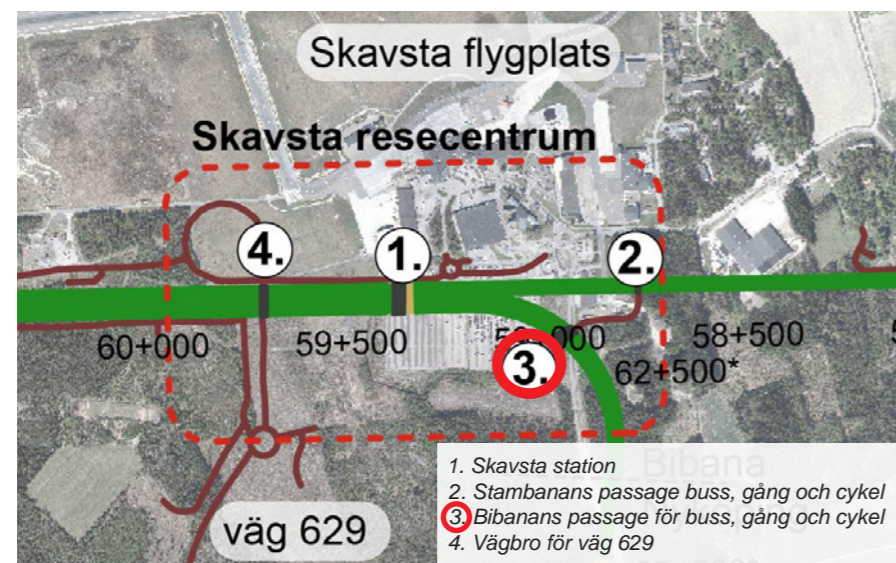 Skavsta flygplats
Skavsta resecentrum
4.
1.
2.
60+000
59+500
58+500
3.
62+500*
väg 629
Bibana
1. Skavsta station
2. Stambanans passage buss, gång och cykel
3. Bibanans passage för buss, gång och cykel
4. Vägbro för väg 629